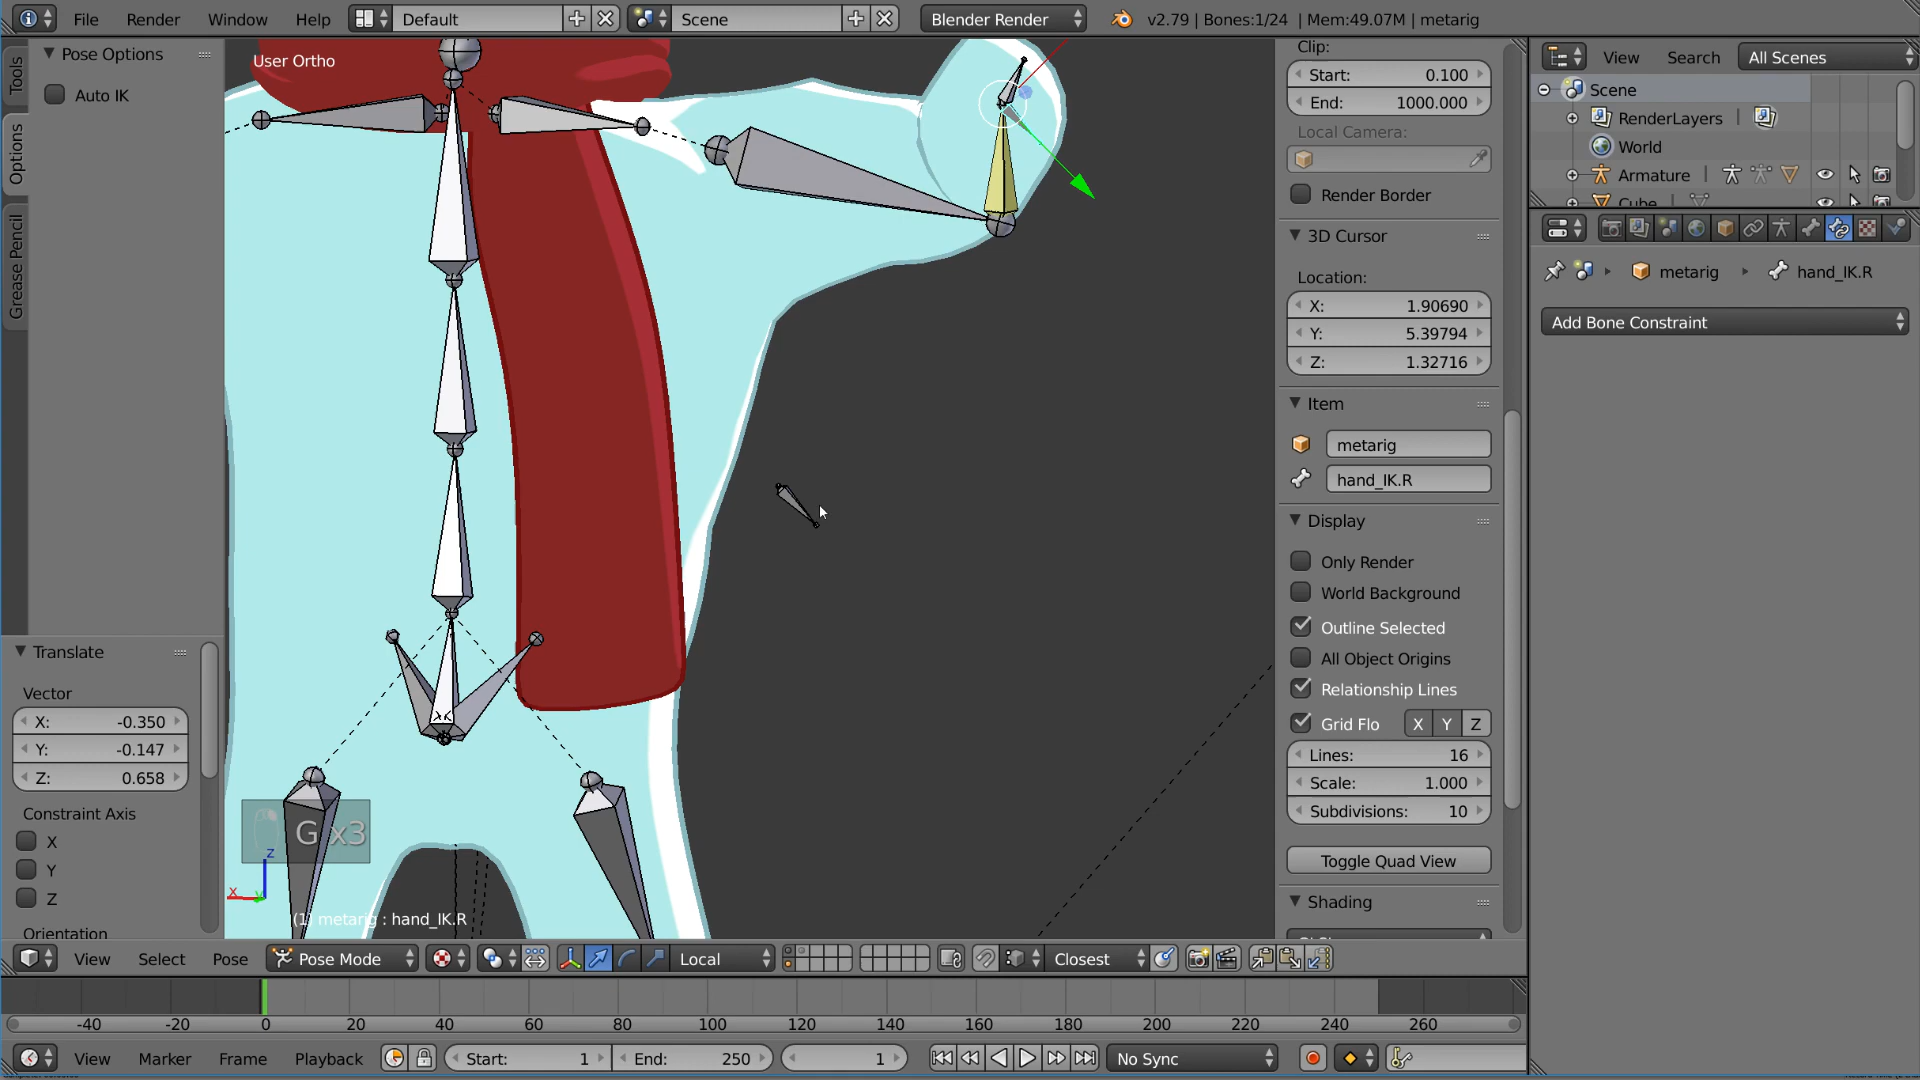 File Render Window Help Default Scene Blender Render v2.79 | Bones:1/24 | Mem:49.07M | metarig
Pose Options
Auto IK
Tools
Options
Grease Pencil
User Ortho
Translate
Vector
X: -0.350
Y: -0.147
Z: 0.658
Constraint Axis
X
Y
Z
Orientation
G x3
(1) metarig : hand_IK.R
Clip:
Start: 0.100
End: 1000.000
Local Camera:
Render Border
3D Cursor
Location:
X: 1.90690
Y: 5.39794
Z: 1.32716
Item
metarig
hand_IK.R
Display
Only Render
World Background
Outline Selected
All Object Origins
Relationship Lines
Grid Flo X Y Z
Lines: 16
Scale: 1.000
Subdivisions: 10
Toggle Quad View
Shading
View Search All Scenes
Scene
RenderLayers
World
Armature
Cube
metarig hand_IK.R
Add Bone Constraint
View Select Pose Pose Mode Local Closest
-40 -20 0 20 40 60 80 100 120 140 160 180 200 220 240 260
View Marker Frame Playback Start: 1 End: 250 1 No Sync